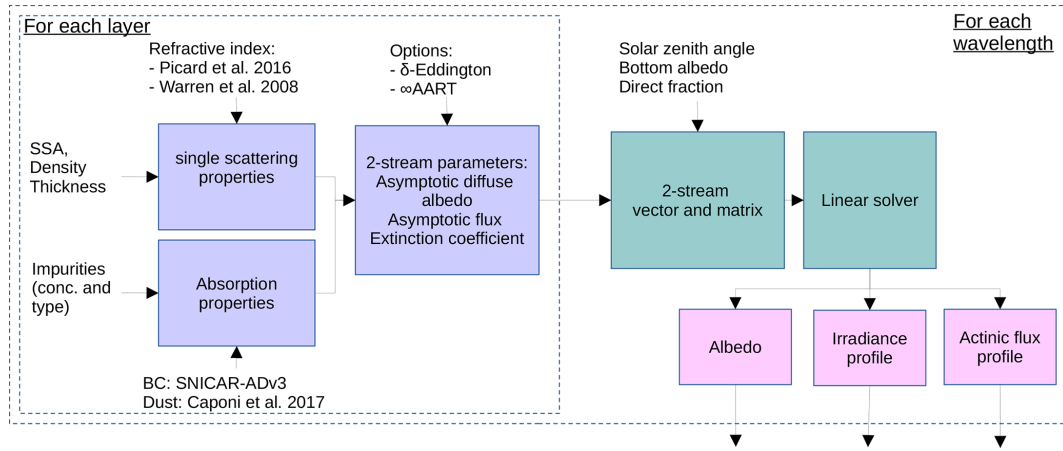 For each layer
For each
wavelength
Refractive index:
- Picard et al. 2016
- Warren et al. 2008
Options:
- δ-Eddington
- ∞AART
Solar zenith angle
Bottom albedo
Direct fraction
SSA,
Density
Thickness
single scattering
properties
2-stream parameters:
Asymptotic diffuse
albedo
Asymptotic flux
Extinction coefficient
2-stream
vector and matrix
Linear solver
Impurities
(conc. and
type)
Absorption
properties
BC: SNICAR-ADv3
Dust: Caponi et al. 2017
Albedo
Irradiance
profile
Actinic flux
profile